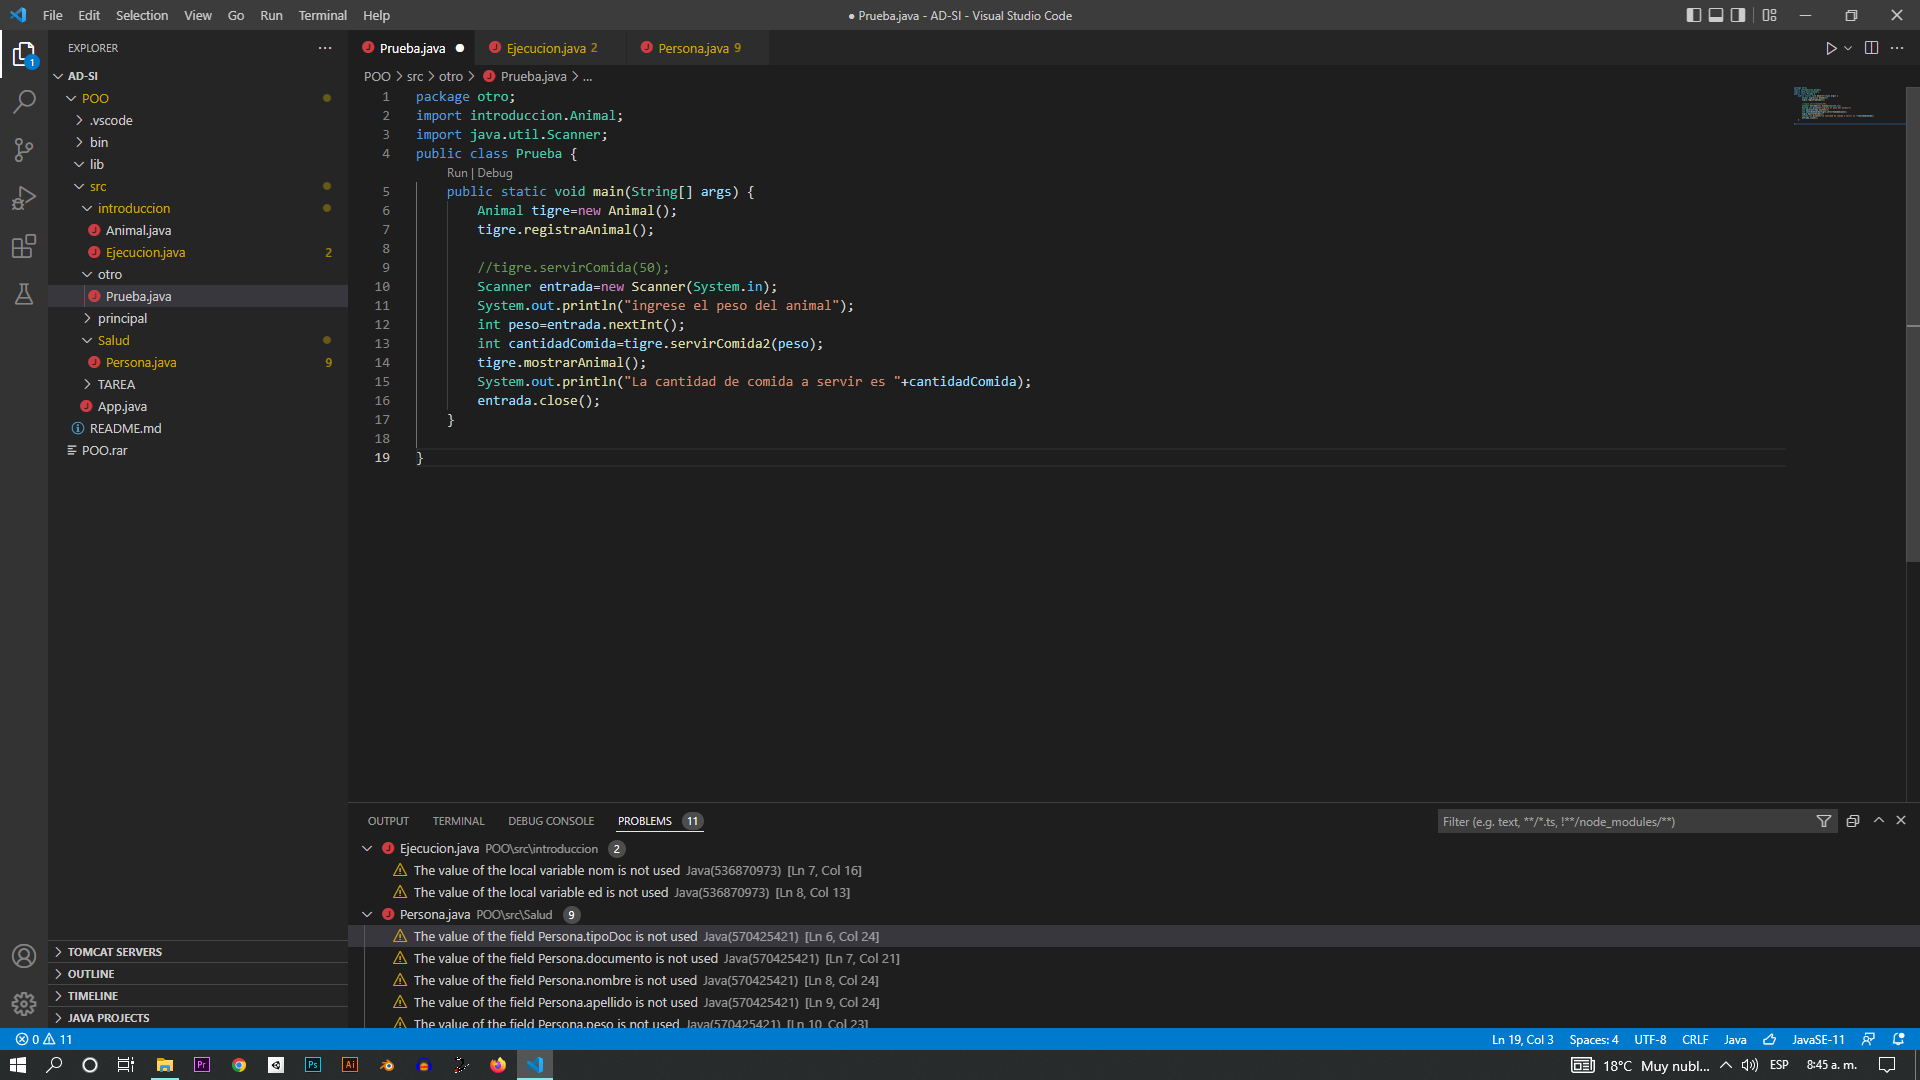 File Edit Selection View Go Run Terminal Help
● Prueba.java - AD-SI - Visual Studio Code
EXPLORER
AD-SI
POO
.vscode
bin
lib
src
introduccion
Animal.java
Ejecucion.java 2
otro
Prueba.java
principal
Salud
Persona.java 9
TAREA
App.java
README.md
POO.rar
TOMCAT SERVERS
OUTLINE
TIMELINE
JAVA PROJECTS
1
Prueba.java ● Ejecucion.java 2 Persona.java 9
POO > src > otro > Prueba.java > ...
1 package otro;
2 import introduccion.Animal;
3 import java.util.Scanner;
4 public class Prueba {
Run | Debug
5 public static void main(String[] args) {
6 Animal tigre=new Animal();
7 tigre.registraAnimal();
8
9 //tigre.servirComida(50);
10 Scanner entrada=new Scanner(System.in);
11 System.out.println("ingrese el peso del animal");
12 int peso=entrada.nextInt();
13 int cantidadComida=tigre.servirComida2(peso);
14 tigre.mostrarAnimal();
15 System.out.println("La cantidad de comida a servir es "+cantidadComida);
16 entrada.close();
17 }
18
19 }
OUTPUT TERMINAL DEBUG CONSOLE PROBLEMS 11
Filter (e.g. text, **/*.ts, !**/node_modules/**)
Ejecucion.java POO\src\introduccion 2
The value of the local variable nom is not used Java(536870973) [Ln 7, Col 16]
The value of the local variable ed is not used Java(536870973) [Ln 8, Col 13]
Persona.java POO\src\Salud 9
The value of the field Persona.tipoDoc is not used Java(570425421) [Ln 6, Col 24]
The value of the field Persona.documento is not used Java(570425421) [Ln 7, Col 21]
The value of the field Persona.nombre is not used Java(570425421) [Ln 8, Col 24]
The value of the field Persona.apellido is not used Java(570425421) [Ln 9, Col 24]
The value of the field Persona.peso is not used Java(570425421) [Ln 10, Col 23]
0 11
Ln 19, Col 3 Spaces: 4 UTF-8 CRLF Java JavaSE-11
Pr Ps Ai
18°C Muy nubl... ESP 8:45 a. m.